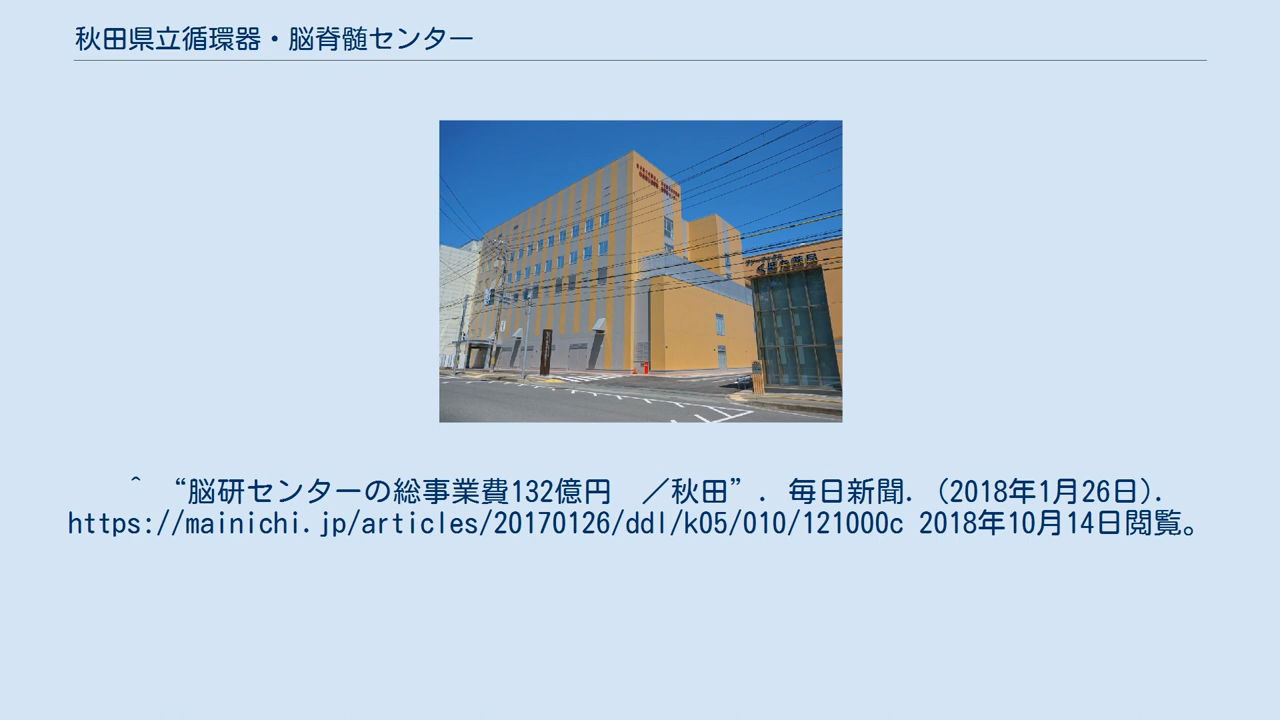 秋田県立循環器・脳脊髄センター
^ “脳研センターの総事業費132億円　／秋田”. 毎日新聞. (2018年1月26日).
https://mainichi.jp/articles/20170126/ddl/k05/010/121000c 2018年10月14日閲覧。